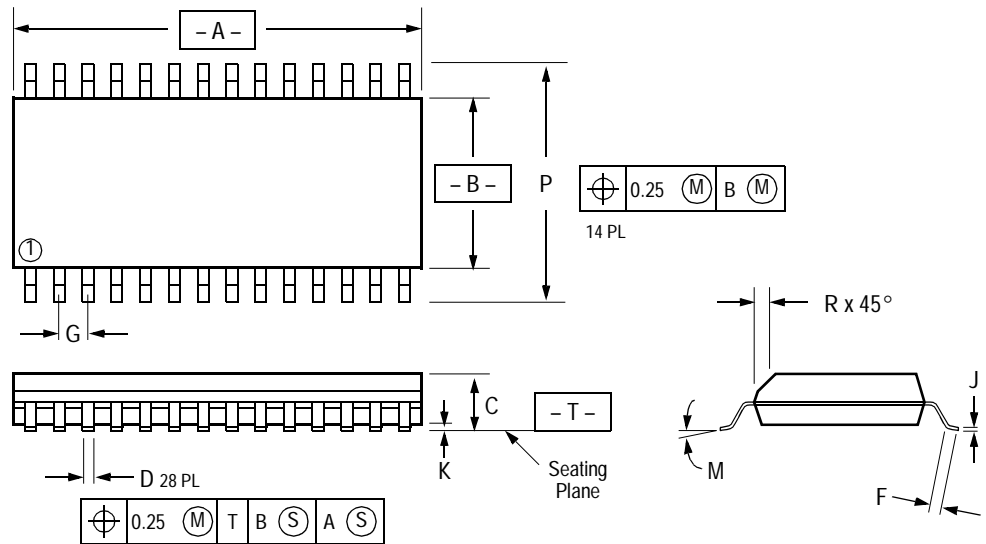 – A –
– B –
P
⌖ 0.25 Ⓜ B Ⓜ
14 PL
①
G
R x 45°
J
C
– T –
K
Seating
Plane
M
F
D 28 PL
⌖ 0.25 Ⓜ T B Ⓢ A Ⓢ